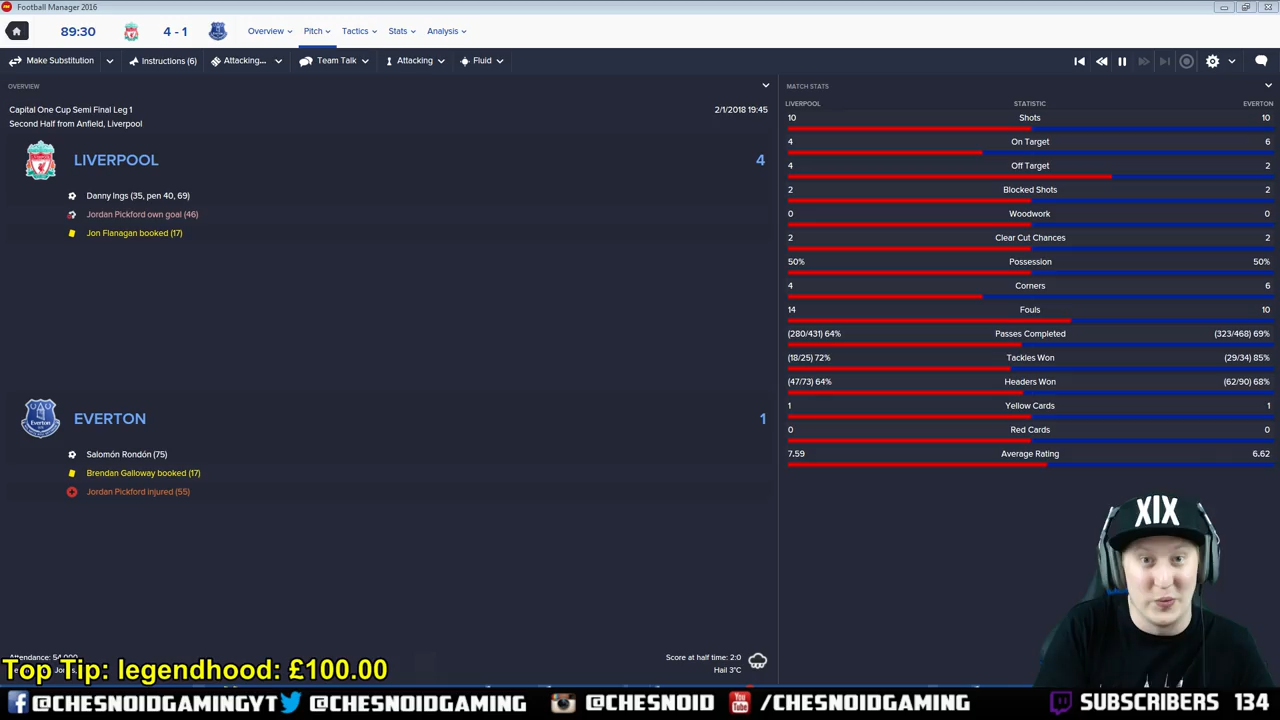 Football Manager 2016
89:30 4 - 1 Overview Pitch Tactics Stats Analysis
Make Substitution Instructions (6) Attacking... Team Talk Attacking Fluid
OVERVIEW
Capital One Cup Semi Final Leg 1 2/1/2018 19:45
Second Half from Anfield, Liverpool
LIVERPOOL 4
Danny Ings (35, pen 40, 69)
Jordan Pickford own goal (46)
Jon Flanagan booked (17)
EVERTON 1
Salomón Rondón (75)
Brendan Galloway booked (17)
Jordan Pickford injured (55)
Attendance: 54,000
Score at half time: 2:0
Hail 3°C
MATCH STATS
LIVERPOOL STATISTIC EVERTON
10 Shots 10
4 On Target 6
4 Off Target 2
2 Blocked Shots 2
0 Woodwork 0
2 Clear Cut Chances 2
50% Possession 50%
4 Corners 6
14 Fouls 10
(280/431) 64% Passes Completed (323/468) 69%
(18/25) 72% Tackles Won (29/34) 85%
(47/73) 64% Headers Won (62/90) 68%
1 Yellow Cards 1
0 Red Cards 0
7.59 Average Rating 6.62
XIX
Top Tip: legendhood: £100.00
@CHESNOIDGAMINGYT @CHESNOIDGAMING @CHESNOID You Tube /CHESNOIDGAMING SUBSCRIBERS 134